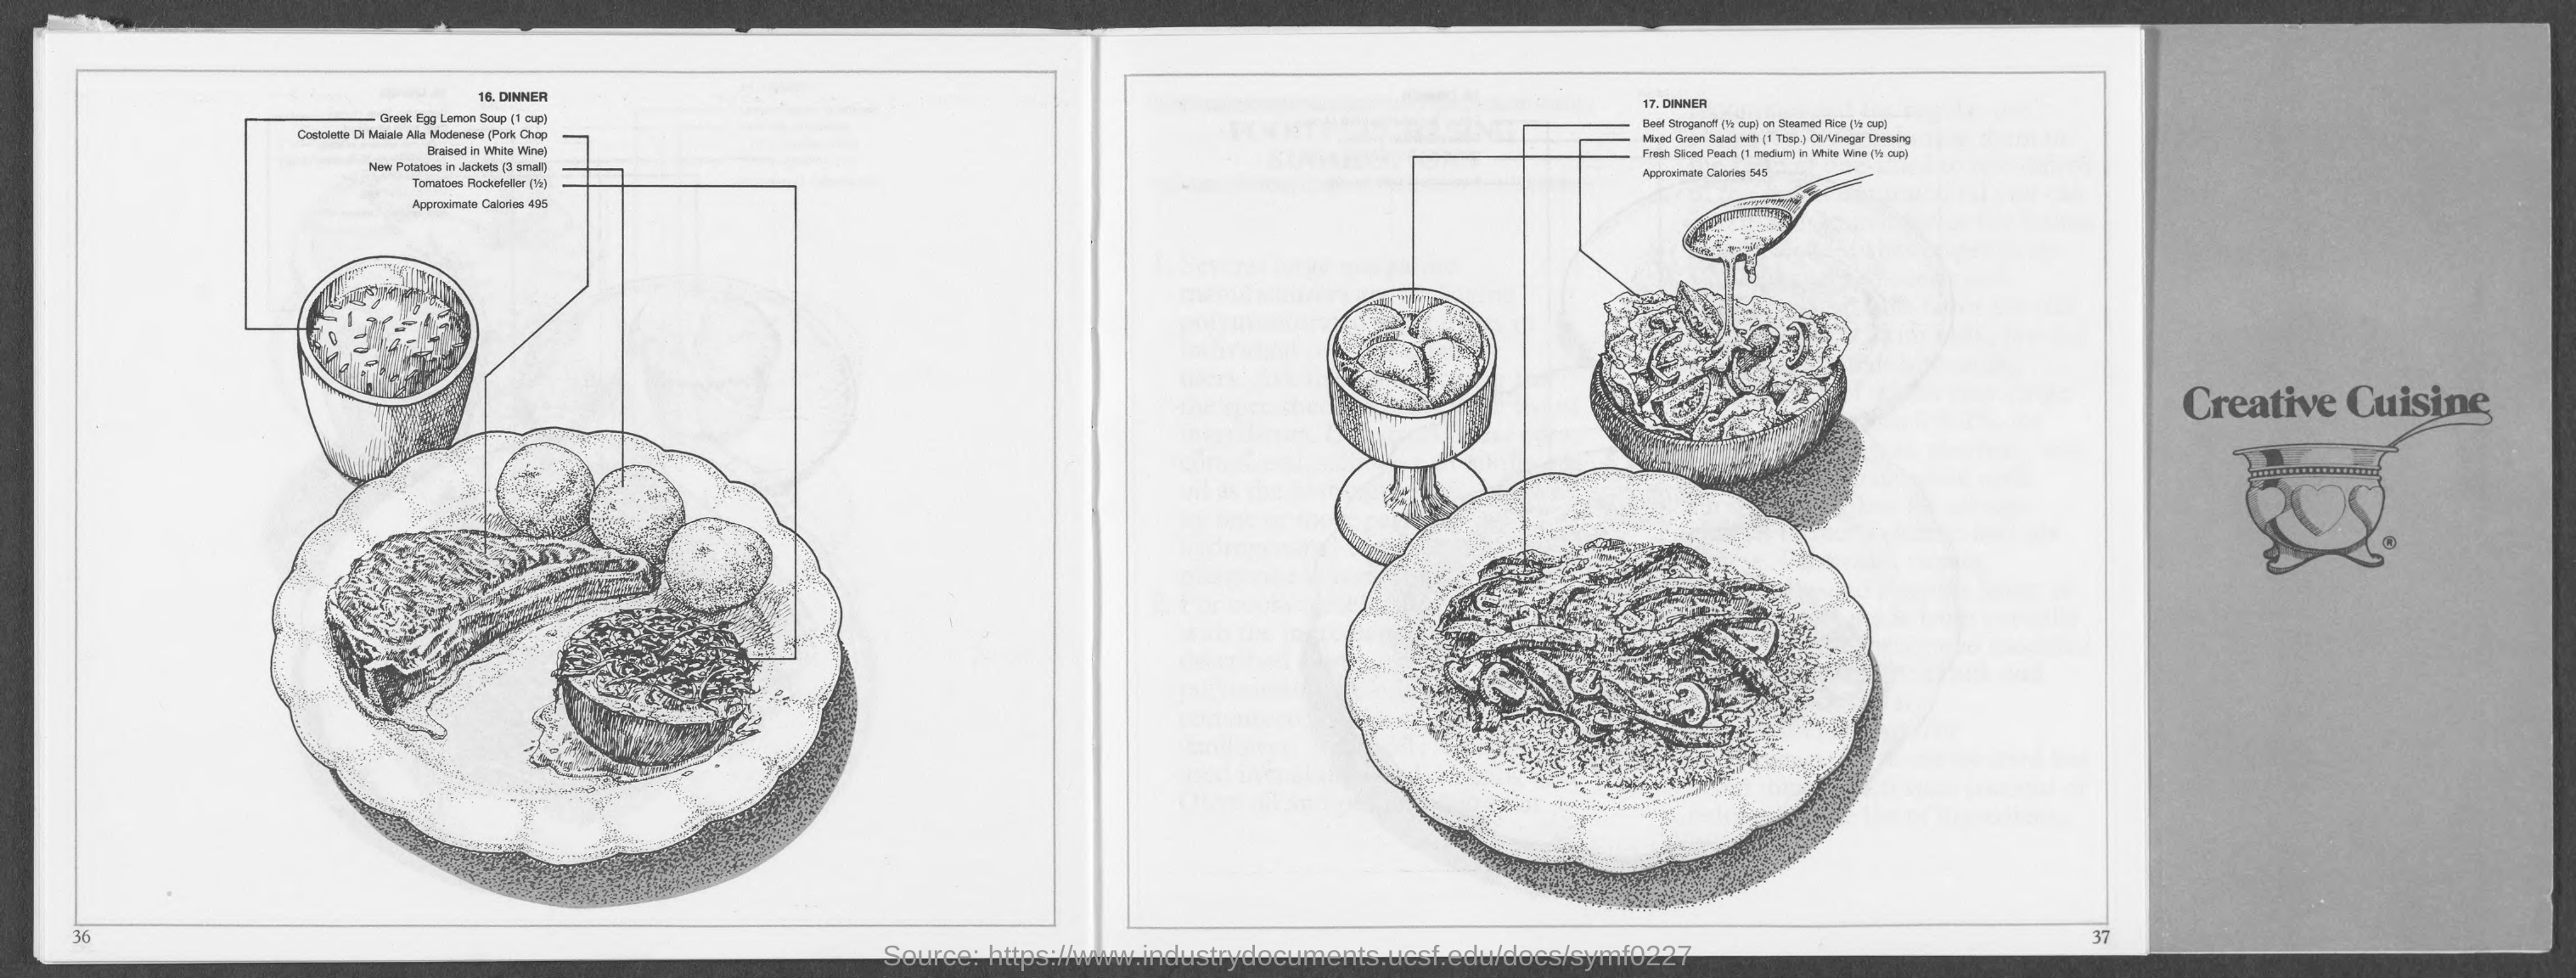 16. DINNER
Greek Egg Lemon Soup (1 cup)
Costolette Di Maiale Alla Modenese (Pork Chop
Braised in White Wine)
New Potatoes in Jackets (3 small)
Tomatoes Rockefeller (½)
Approximate Calories 495
36
17. DINNER
Beef Stroganoff (½ cup) on Steamed Rice (½ cup)
Mixed Green Salad with (1 Tbsp.) Oil/Vinegar Dressing
Fresh Sliced Peach (1 medium) in White Wine (½ cup)
Approximate Calories 545
37
Creative Cuisine
®
Source: https://www.industrydocuments.ucsf.edu/docs/symf0227